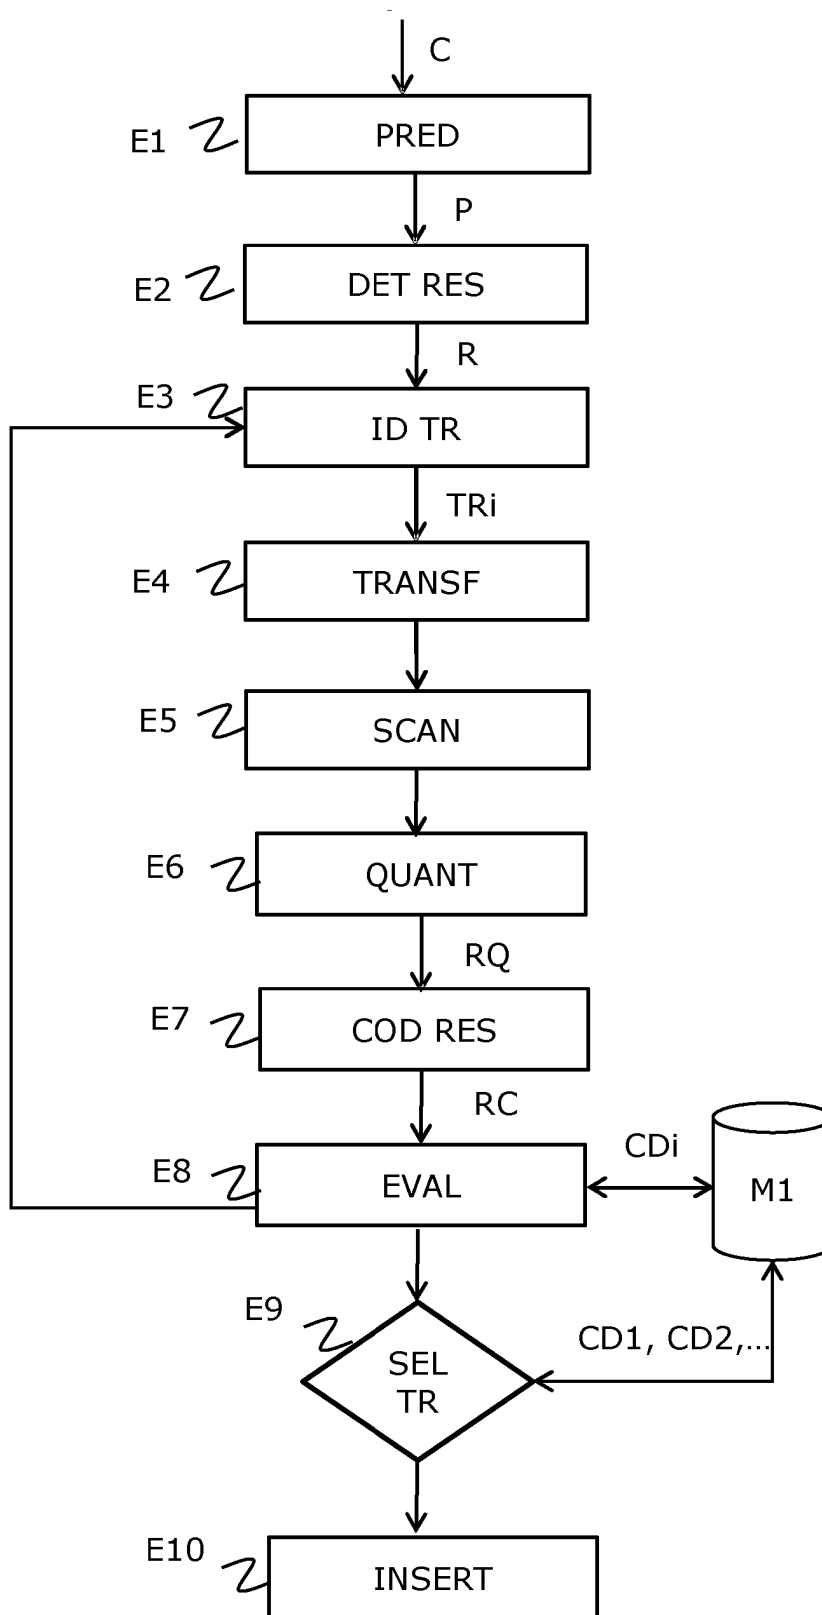 C
E1
PRED
P
E2
DET RES
R
E3
ID TR
TRi
E4
TRANSF
E5
SCAN
E6
QUANT
RQ
E7
COD RES
RC
E8
EVAL
CDi
M1
E9
SEL
TR
CD1, CD2,...
E10
INSERT